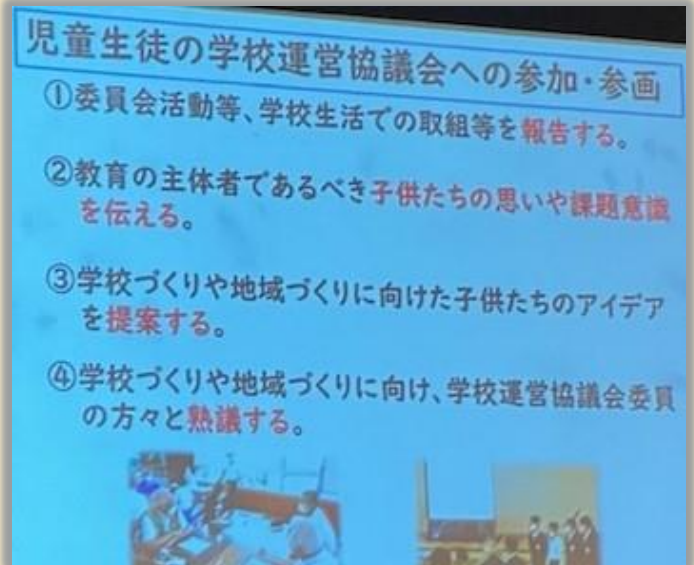 児童生徒の学校運営協議会への参加・参画
①委員会活動等、学校生活での取組等を報告する。
②教育の主体者であるべき子供たちの思いや課題意識
を伝える。
③学校づくりや地域づくりに向けた子供たちのアイデア
を提案する。
④学校づくりや地域づくりに向け、学校運営協議会委員
の方々と熟議する。